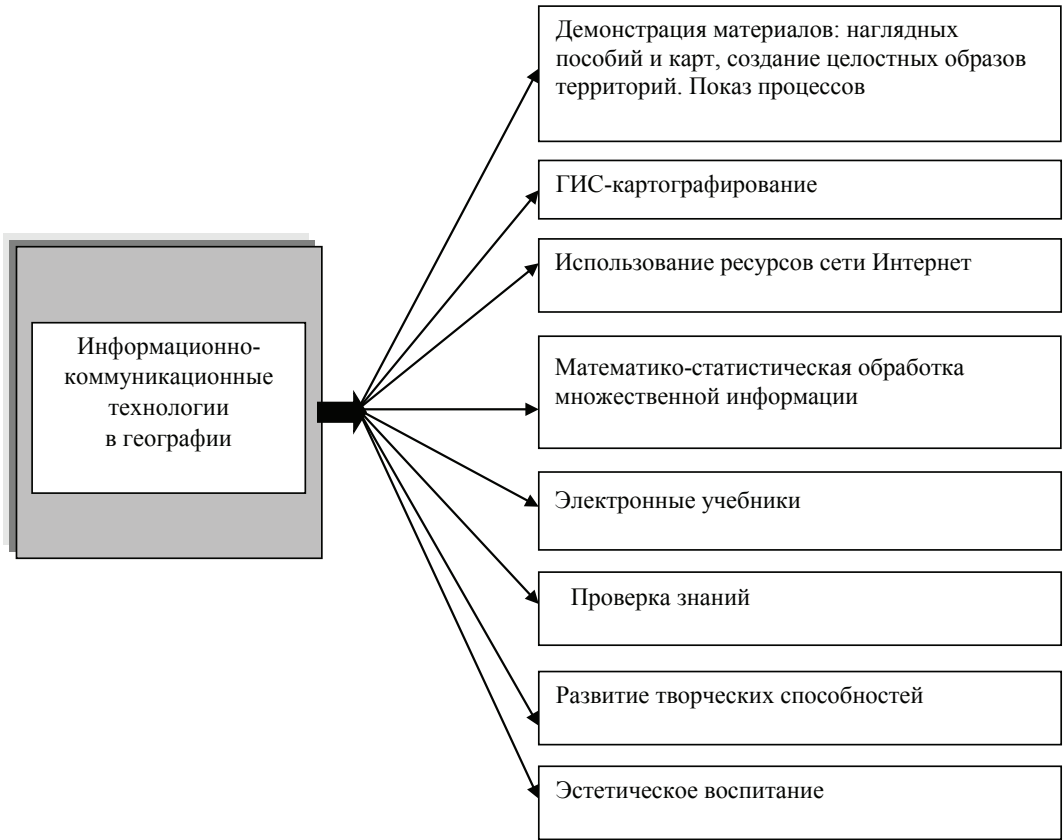 Информационно-
коммуникационные
технологии
в географии
Демонстрация материалов: наглядных
пособий и карт, создание целостных образов
территорий. Показ процессов
ГИС-картографирование
Использование ресурсов сети Интернет
Математико-статистическая обработка
множественной информации
Электронные учебники
Проверка знаний
Развитие творческих способностей
Эстетическое воспитание